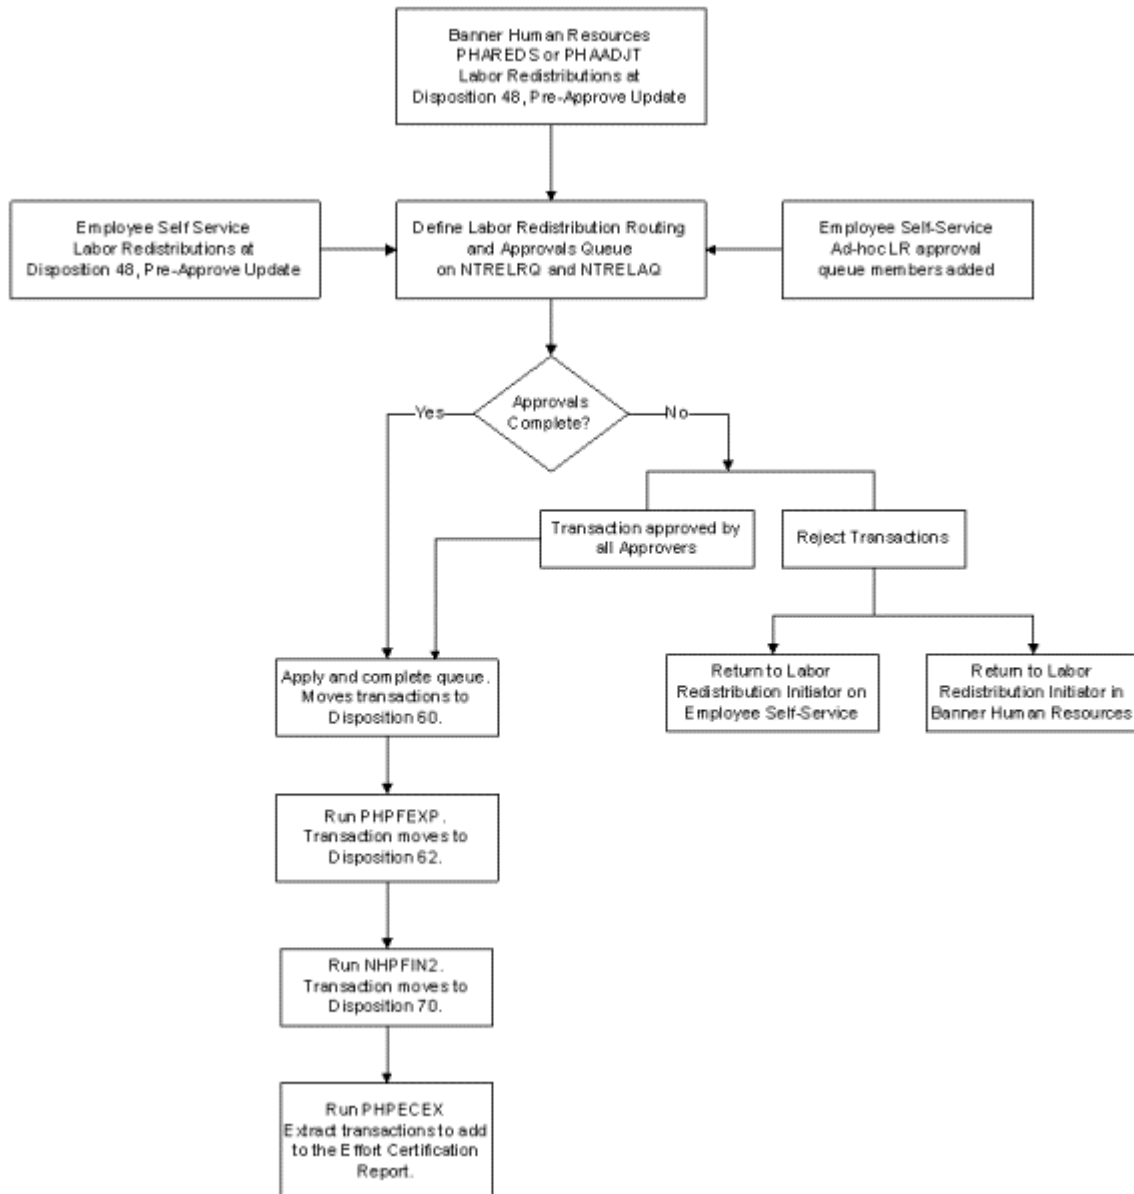 Banner Human Resources
PHAREDS or PHAADJT
Labor Redistributions at
Disposition 48, Pre-Approve Update
Employee Self Service
Labor Redistributions at
Disposition 48, Pre-Approve Update
Define Labor Redistribution Routing
and Approvals Queue
on NTRELRQ and NTRELAQ
Employee Self-Service
Ad-hoc LR approval
queue members added
Yes
Approvals
Complete?
No
Transaction approved by
all Approvers
Reject Transactions
Apply and complete queue.
Moves transactions to
Disposition 60.
Return to Labor
Redistribution Initiator on
Employee Self-Service
Return to Labor
Redistribution Initiator in
Banner Human Resources
Run PHPFEXP.
Transaction moves to
Disposition 62.
Run NHPFIN2.
Transaction moves to
Disposition 70.
Run PHPECEX
Extract transactions to add
to the Effort Certification
Report.